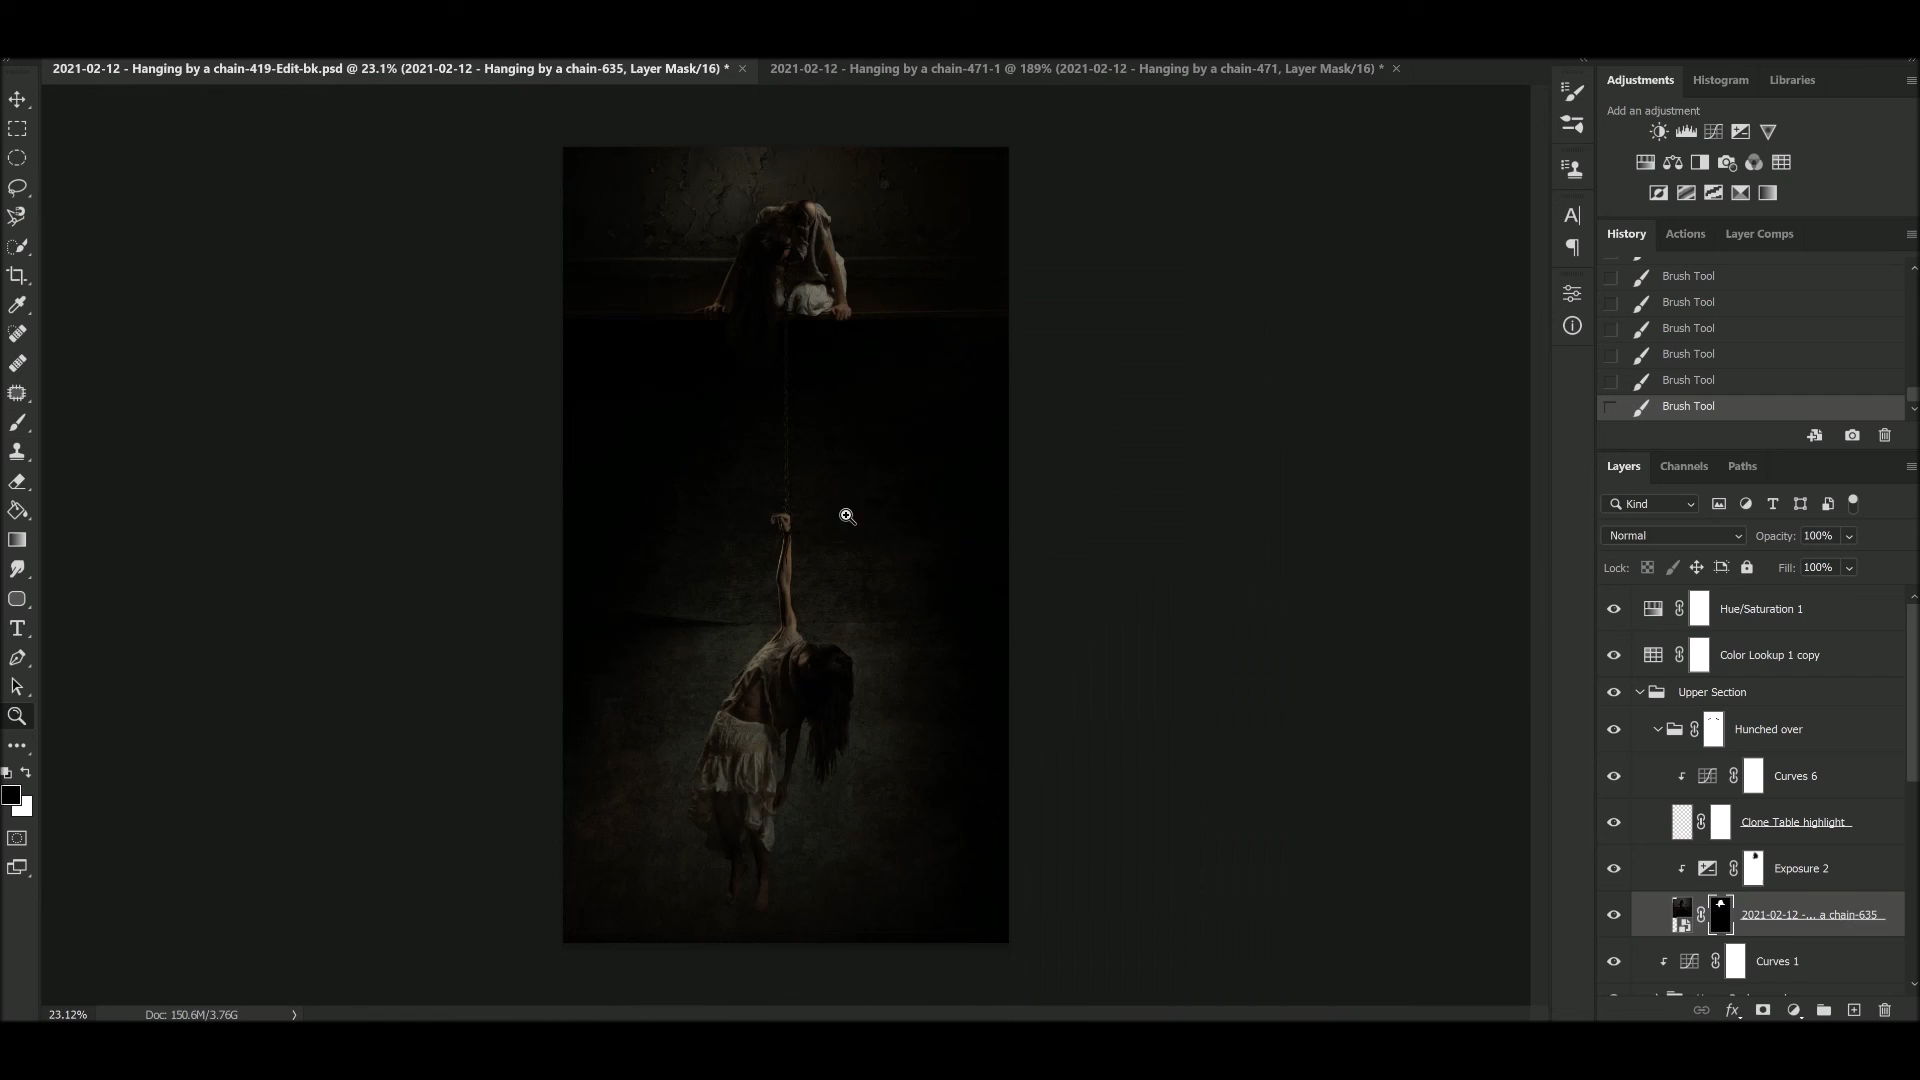 2021-02-12 - Hanging by a chain-419-Edit-bk.psd @ 23.1% (2021-02-12 - Hanging by a chain-635, Layer Mask/16) *
2021-02-12 - Hanging by a chain-471-1 @ 189% (2021-02-12 - Hanging by a chain-471, Layer Mask/16) *
Adjustments
Histogram
Libraries
Add an adjustment
History
Actions
Layer Comps
Brush Tool
Brush Tool
Brush Tool
Brush Tool
Brush Tool
Brush Tool
Layers
Channels
Paths
Kind
Normal
Opacity: 100%
Lock:
Fill: 100%
Hue/Saturation 1
Color Lookup 1 copy
Upper Section
Hunched over
Curves 6
Clone Table highlight
Exposure 2
2021-02-12 -... a chain-635
Curves 1
23.12%
Doc: 150.6M/3.76G